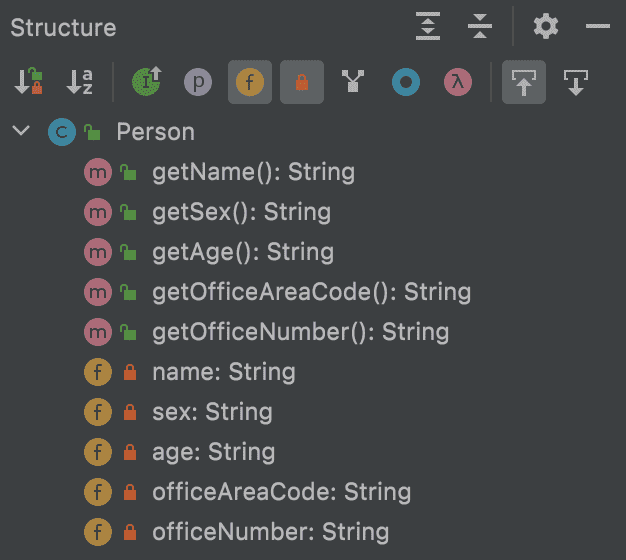 Structure
a
z
I p f λ
C Person
m getName(): String
m getSex(): String
m getAge(): String
m getOfficeAreaCode(): String
m getOfficeNumber(): String
f name: String
f sex: String
f age: String
f officeAreaCode: String
f officeNumber: String